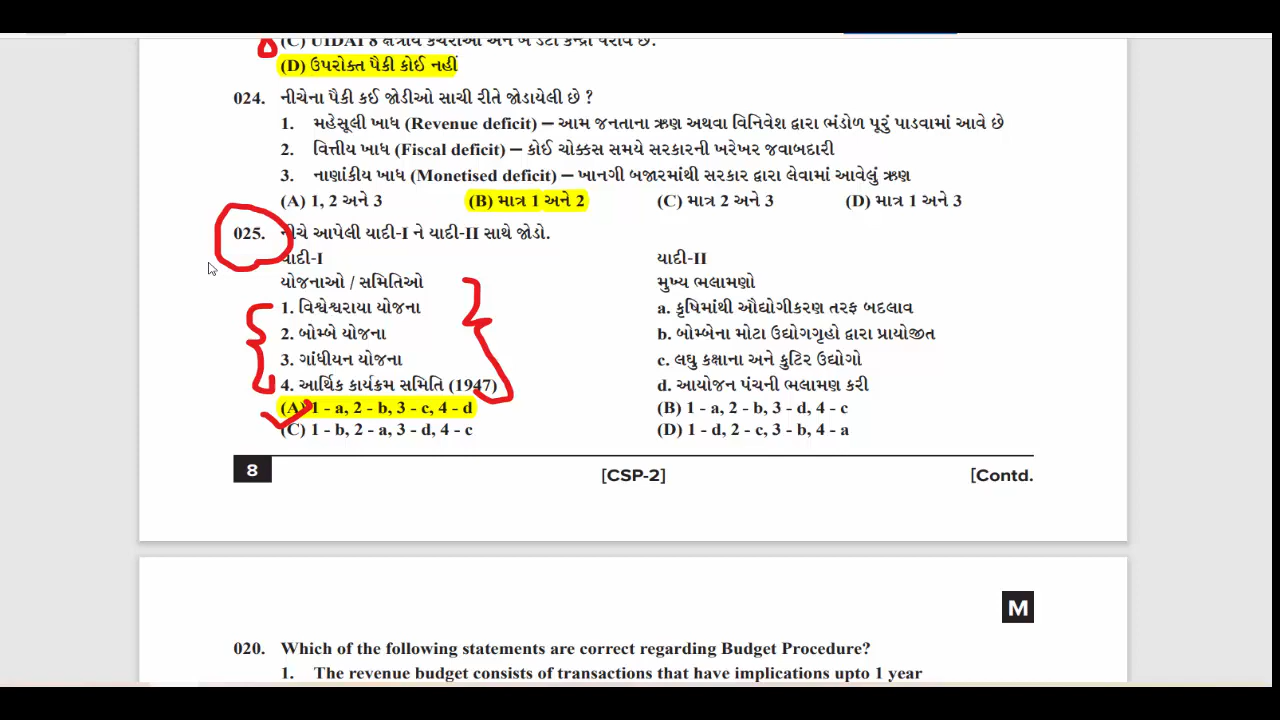 (C) UIDAI 8 ક્ષેત્રીય કચેરીઓ અને બે ડેટા કેન્દ્રો ધરાવે છે.
(D) ઉપરોક્ત પૈકી કોઈ નહીં
024. નીચેના પૈકી કઈ જોડીઓ સાચી રીતે જોડાયેલી છે ?
1. મહેસૂલી ખાધ (Revenue deficit) – આમ જનતાના ઋણ અથવા વિનિવેશ દ્વારા ભંડોળ પૂરું પાડવામાં આવે છે
2. વિત્તીય ખાધ (Fiscal deficit) – કોઈ ચોક્કસ સમયે સરકારની ખરેખર જવાબદારી
3. નાણાંકીય ખાધ (Monetised deficit) – ખાનગી બજારમાંથી સરકાર દ્વારા લેવામાં આવેલું ઋણ
(A) 1, 2 અને 3 (B) માત્ર 1 અને 2 (C) માત્ર 2 અને 3 (D) માત્ર 1 અને 3
025. નીચે આપેલી યાદી-I ને યાદી-II સાથે જોડો.
યાદી-I યાદી-II
યોજનાઓ / સમિતિઓ મુખ્ય ભલામણો
1. વિશ્વેશ્વરાયા યોજના a. કૃષિમાંથી ઔદ્યોગીકરણ તરફ બદલાવ
2. બોમ્બે યોજના b. બોમ્બેના મોટા ઉદ્યોગગૃહો દ્વારા પ્રાયોજીત
3. ગાંધીયન યોજના c. લઘુ કક્ષાના અને કુટિર ઉદ્યોગો
4. આર્થિક કાર્યક્રમ સમિતિ (1947) d. આયોજન પંચની ભલામણ કરી
(A) 1 - a, 2 - b, 3 - c, 4 - d (B) 1 - a, 2 - b, 3 - d, 4 - c
(C) 1 - b, 2 - a, 3 - d, 4 - c (D) 1 - d, 2 - c, 3 - b, 4 - a
8 [CSP-2] [Contd.
M
020. Which of the following statements are correct regarding Budget Procedure?
1. The revenue budget consists of transactions that have implications upto 1 year